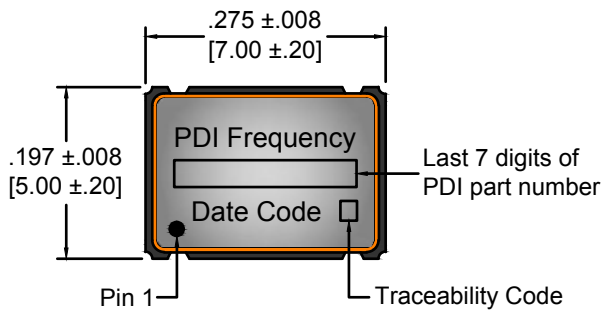 .275 ±.008
[7.00 ±.20]
.197 ±.008
[5.00 ±.20]
PDI Frequency
Date Code
Last 7 digits of
PDI part number
Pin 1
Traceability Code